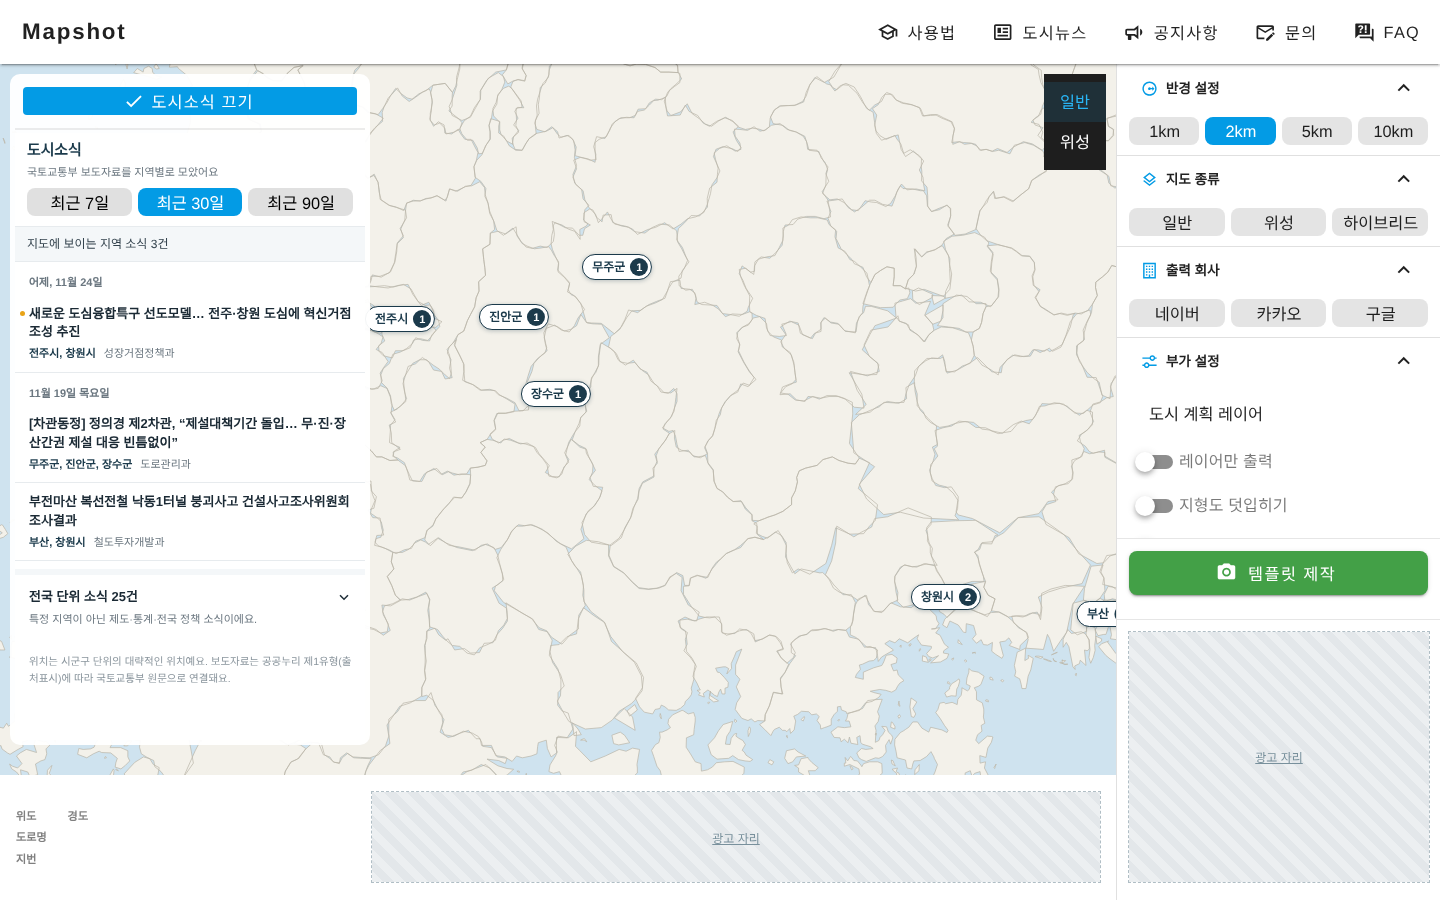 Mapshot
사용법
도시뉴스
공지사항
문의
FAQ
도시소식 끄기
도시소식
국토교통부 보도자료를 지역별로 모았어요
최근 7일
최근 30일
최근 90일
지도에 보이는 지역 소식 3건
어제, 11월 24일
새로운 도심융합특구 선도모델… 전주·창원 도심에 혁신거점
조성 추진
전주시, 창원시 성장거점정책과
11월 19일 목요일
[차관동정] 정의경 제2차관, “제설대책기간 돌입… 무·진·장
산간권 제설 대응 빈틈없이”
무주군, 진안군, 장수군 도로관리과
부전마산 복선전철 낙동1터널 붕괴사고 건설사고조사위원회
조사결과
부산, 창원시 철도투자개발과
전국 단위 소식 25건
특정 지역이 아닌 제도·통계·전국 정책 소식이에요.
위치는 시군구 단위의 대략적인 위치예요. 보도자료는 공공누리 제1유형(출
처표시)에 따라 국토교통부 원문으로 연결돼요.
무주군 1
전주시 1
진안군 1
장수군 1
창원시 2
부산
일반
위성
반경 설정
1km
2km
5km
10km
지도 종류
일반
위성
하이브리드
출력 회사
네이버
카카오
구글
부가 설정
도시 계획 레이어
레이어만 출력
지형도 덧입히기
템플릿 제작
광고 자리
위도
경도
도로명
지번
광고 자리